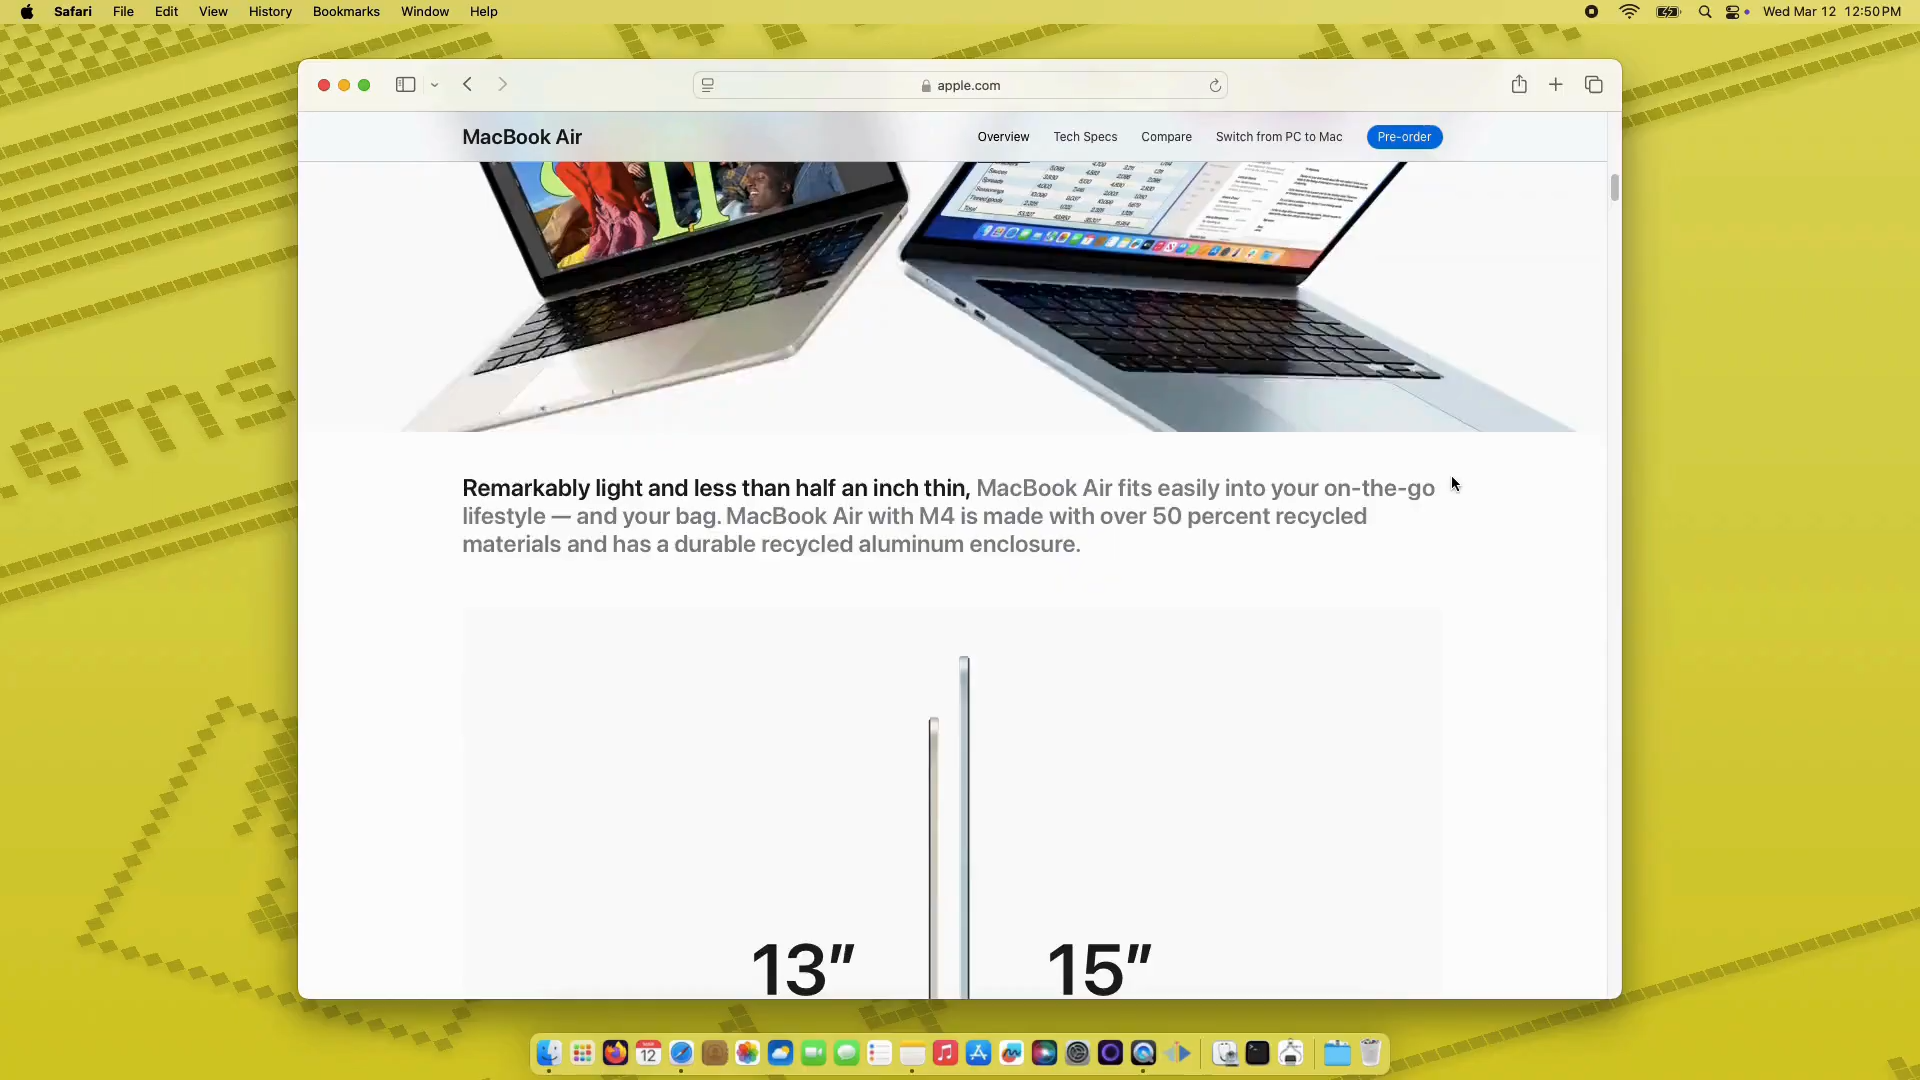 Safari File Edit View History Bookmarks Window Help
Wed Mar 12 12:50 PM
apple.com
MacBook Air
Overview Tech Specs Compare Switch from PC to Mac Pre-order
Remarkably light and less than half an inch thin, MacBook Air fits easily into your on-the-go
lifestyle — and your bag. MacBook Air with M4 is made with over 50 percent recycled
materials and has a durable recycled aluminum enclosure.
13″ 15″
12